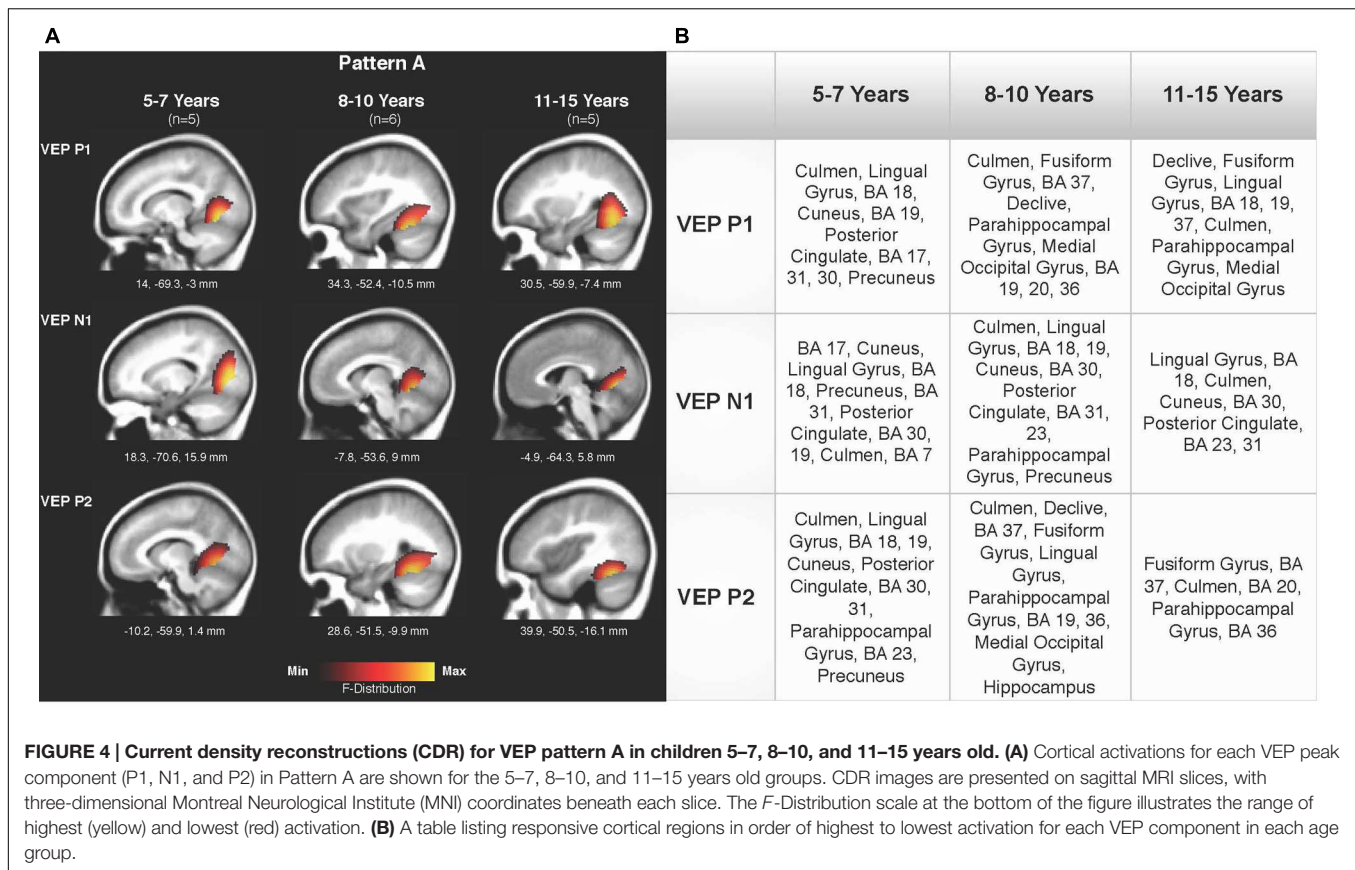 A
Pattern A
5-7 Years
(n=5)
8-10 Years
(n=6)
11-15 Years
(n=5)
VEP P1
14, -69.3, -3 mm
34.3, -52.4, -10.5 mm
30.5, -59.9, -7.4 mm
VEP N1
18.3, -70.6, 15.9 mm
-7.8, -53.6, 9 mm
-4.9, -64.3, 5.8 mm
VEP P2
-10.2, -59.9, 1.4 mm
28.6, -51.5, -9.9 mm
39.9, -50.5, -16.1 mm
Min
Max
F-Distribution
B
5-7 Years
8-10 Years
11-15 Years
VEP P1
Culmen, Lingual
Gyrus, BA 18,
Cuneus, BA 19,
Posterior
Cingulate, BA 17,
31, 30, Precuneus
Culmen, Fusiform
Gyrus, BA 37,
Declive,
Parahippocampal
Gyrus, Medial
Occipital Gyrus, BA
19, 20, 36
Declive, Fusiform
Gyrus, Lingual
Gyrus, BA 18, 19,
37, Culmen,
Parahippocampal
Gyrus, Medial
Occipital Gyrus
VEP N1
BA 17, Cuneus,
Lingual Gyrus, BA
18, Precuneus, BA
31, Posterior
Cingulate, BA 30,
19, Culmen, BA 7
Culmen, Lingual
Gyrus, BA 18, 19,
Cuneus, BA 30,
Posterior
Cingulate, BA 31,
23,
Parahippocampal
Gyrus, Precuneus
Lingual Gyrus, BA
18, Culmen,
Cuneus, BA 30,
Posterior Cingulate,
BA 23, 31
VEP P2
Culmen, Lingual
Gyrus, BA 18, 19,
Cuneus, Posterior
Cingulate, BA 30,
31,
Parahippocampal
Gyrus, BA 23,
Precuneus
Culmen, Declive,
BA 37, Fusiform
Gyrus, Lingual
Gyrus,
Parahippocampal
Gyrus, BA 19, 36,
Medial Occipital
Gyrus,
Hippocampus
Fusiform Gyrus, BA
37, Culmen, BA 20,
Parahippocampal
Gyrus, BA 36
FIGURE 4 | Current density reconstructions (CDR) for VEP pattern A in children 5–7, 8–10, and 11–15 years old. (A) Cortical activations for each VEP peak
component (P1, N1, and P2) in Pattern A are shown for the 5–7, 8–10, and 11–15 years old groups. CDR images are presented on sagittal MRI slices, with
three-dimensional Montreal Neurological Institute (MNI) coordinates beneath each slice. The F-Distribution scale at the bottom of the figure illustrates the range of
highest (yellow) and lowest (red) activation. (B) A table listing responsive cortical regions in order of highest to lowest activation for each VEP component in each age
group.